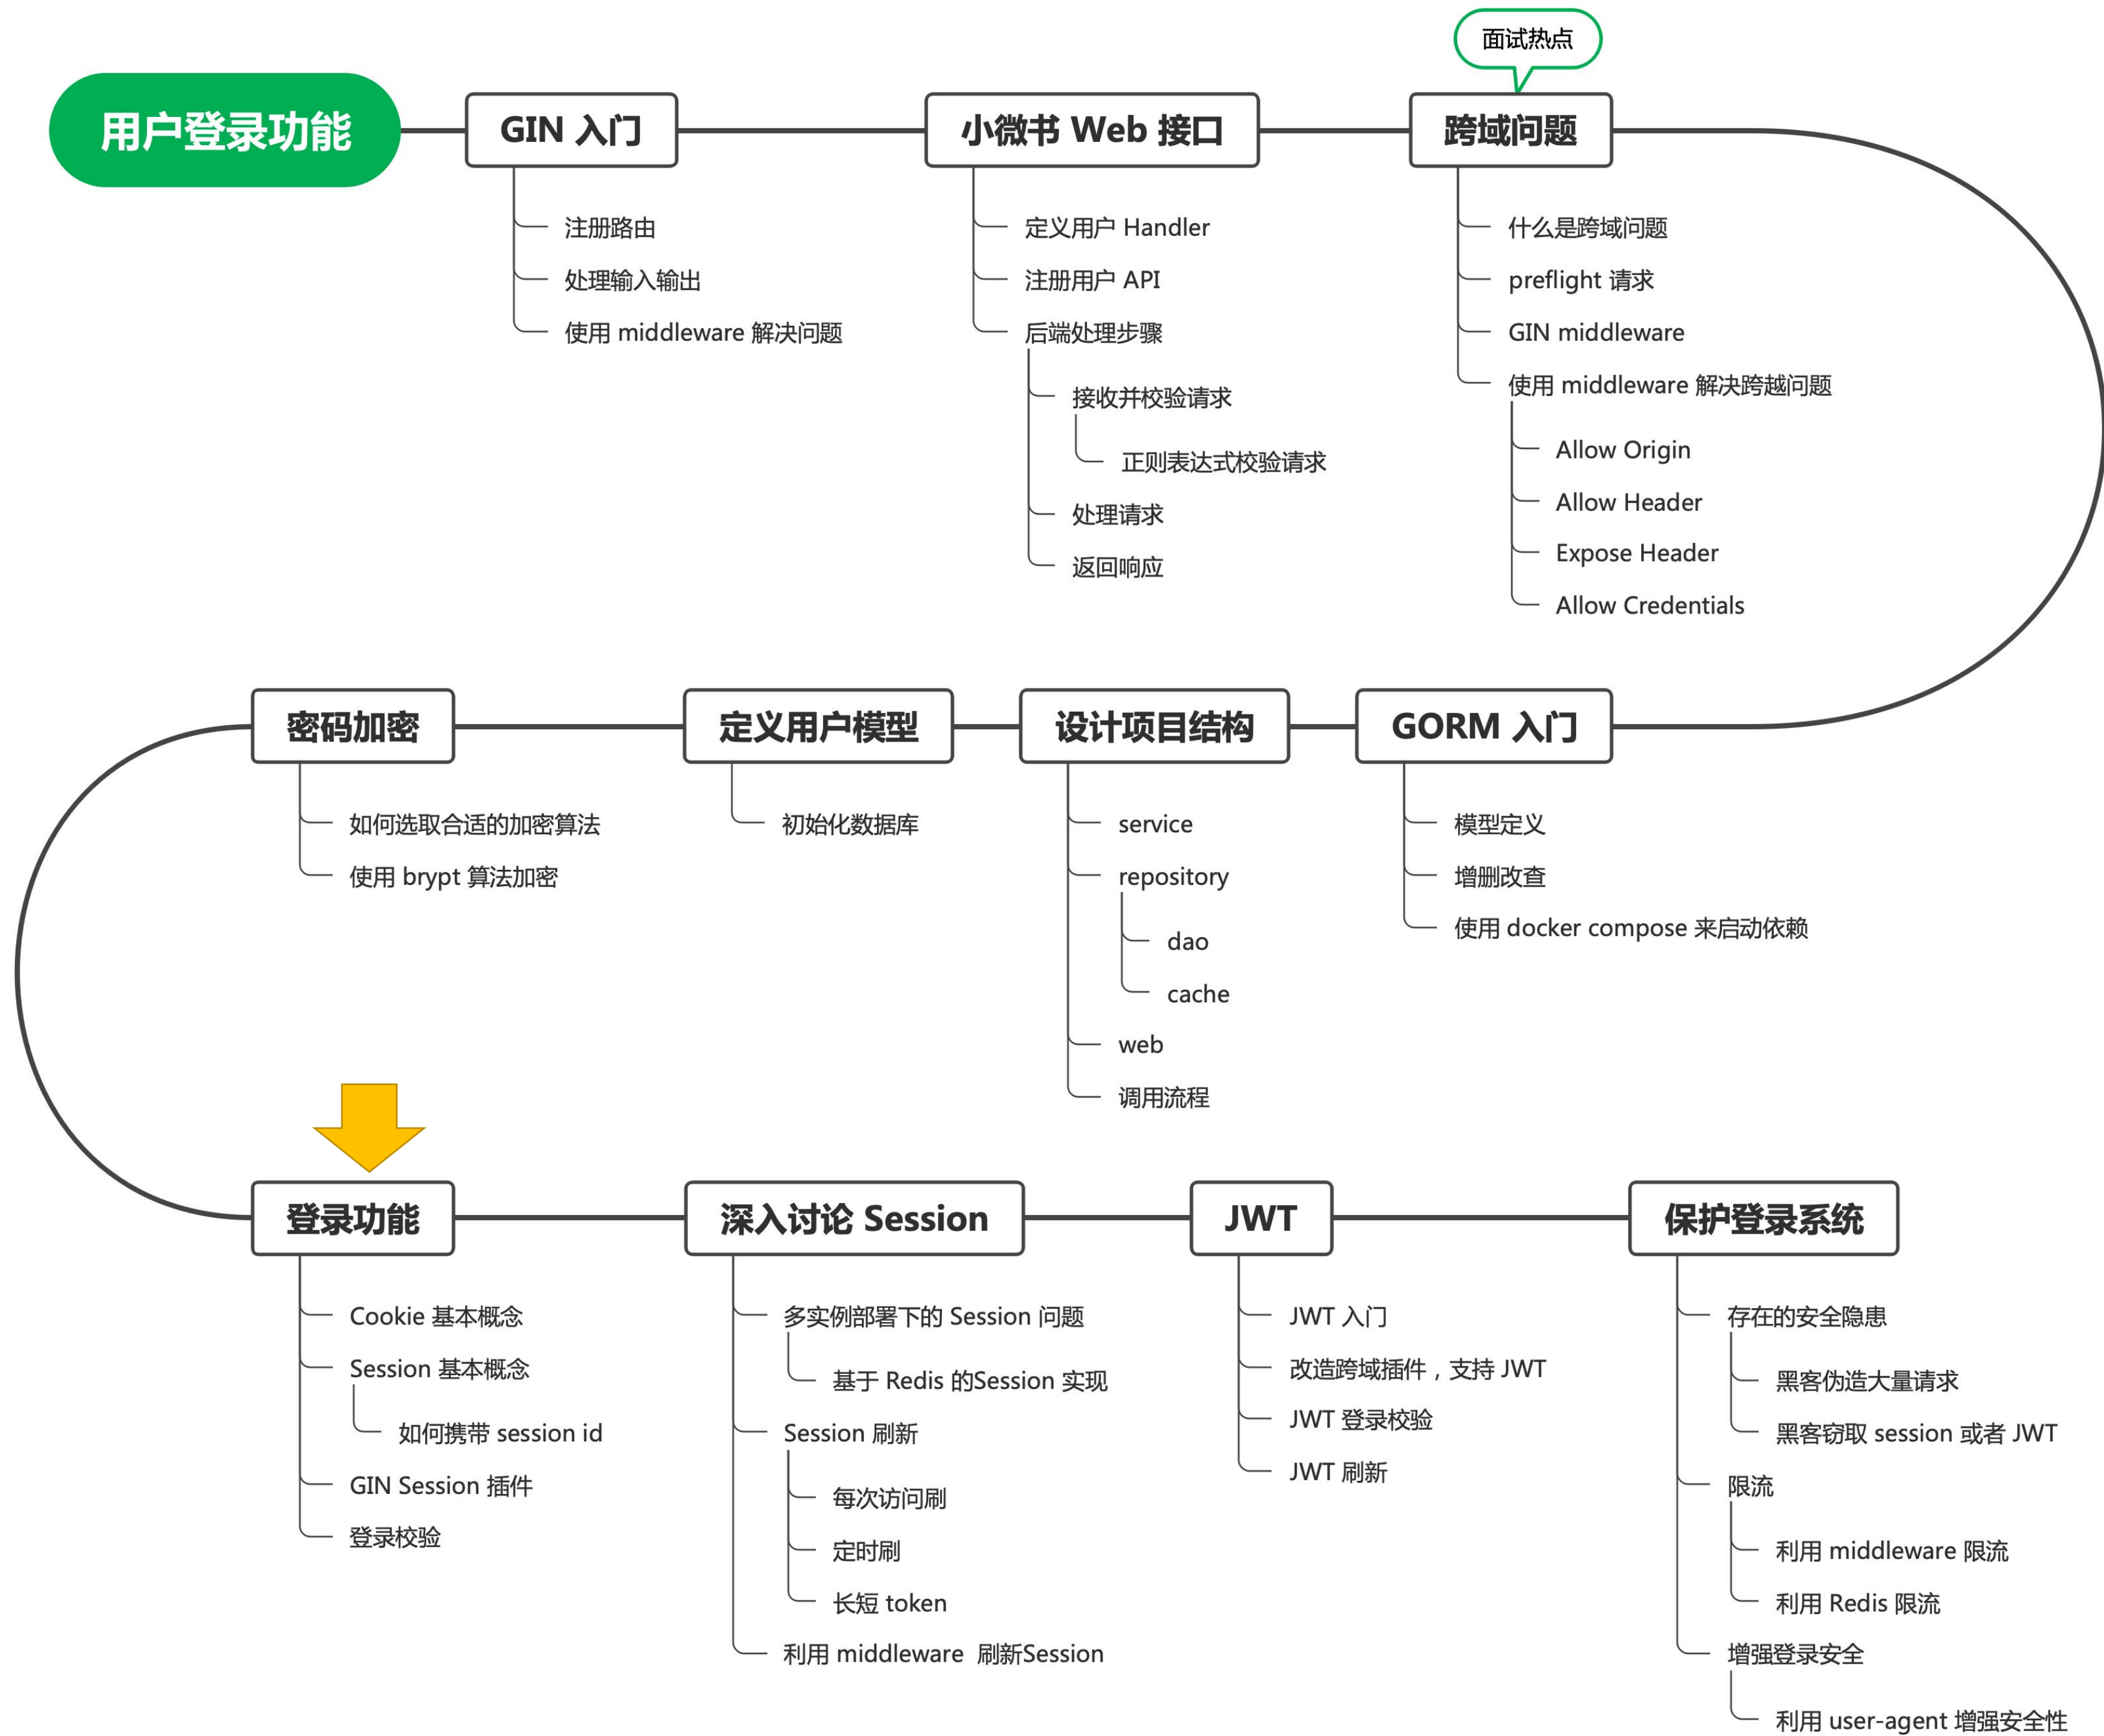 面试热点
用户登录功能
GIN 入门
注册路由
处理输入输出
使用 middleware 解决问题
小微书 Web 接口
定义用户 Handler
注册用户 API
后端处理步骤
接收并校验请求
正则表达式校验请求
处理请求
返回响应
跨域问题
什么是跨域问题
preflight 请求
GIN middleware
使用 middleware 解决跨越问题
Allow Origin
Allow Header
Expose Header
Allow Credentials
GORM 入门
模型定义
增删改查
使用 docker compose 来启动依赖
设计项目结构
service
repository
dao
cache
web
调用流程
定义用户模型
初始化数据库
密码加密
如何选取合适的加密算法
使用 brypt 算法加密
登录功能
Cookie 基本概念
Session 基本概念
如何携带 session id
GIN Session 插件
登录校验
深入讨论 Session
多实例部署下的 Session 问题
基于 Redis 的Session 实现
Session 刷新
每次访问刷
定时刷
长短 token
利用 middleware  刷新Session
JWT
JWT 入门
改造跨域插件，支持 JWT
JWT 登录校验
JWT 刷新
保护登录系统
存在的安全隐患
黑客伪造大量请求
黑客窃取 session 或者 JWT
限流
利用 middleware 限流
利用 Redis 限流
增强登录安全
利用 user-agent 增强安全性